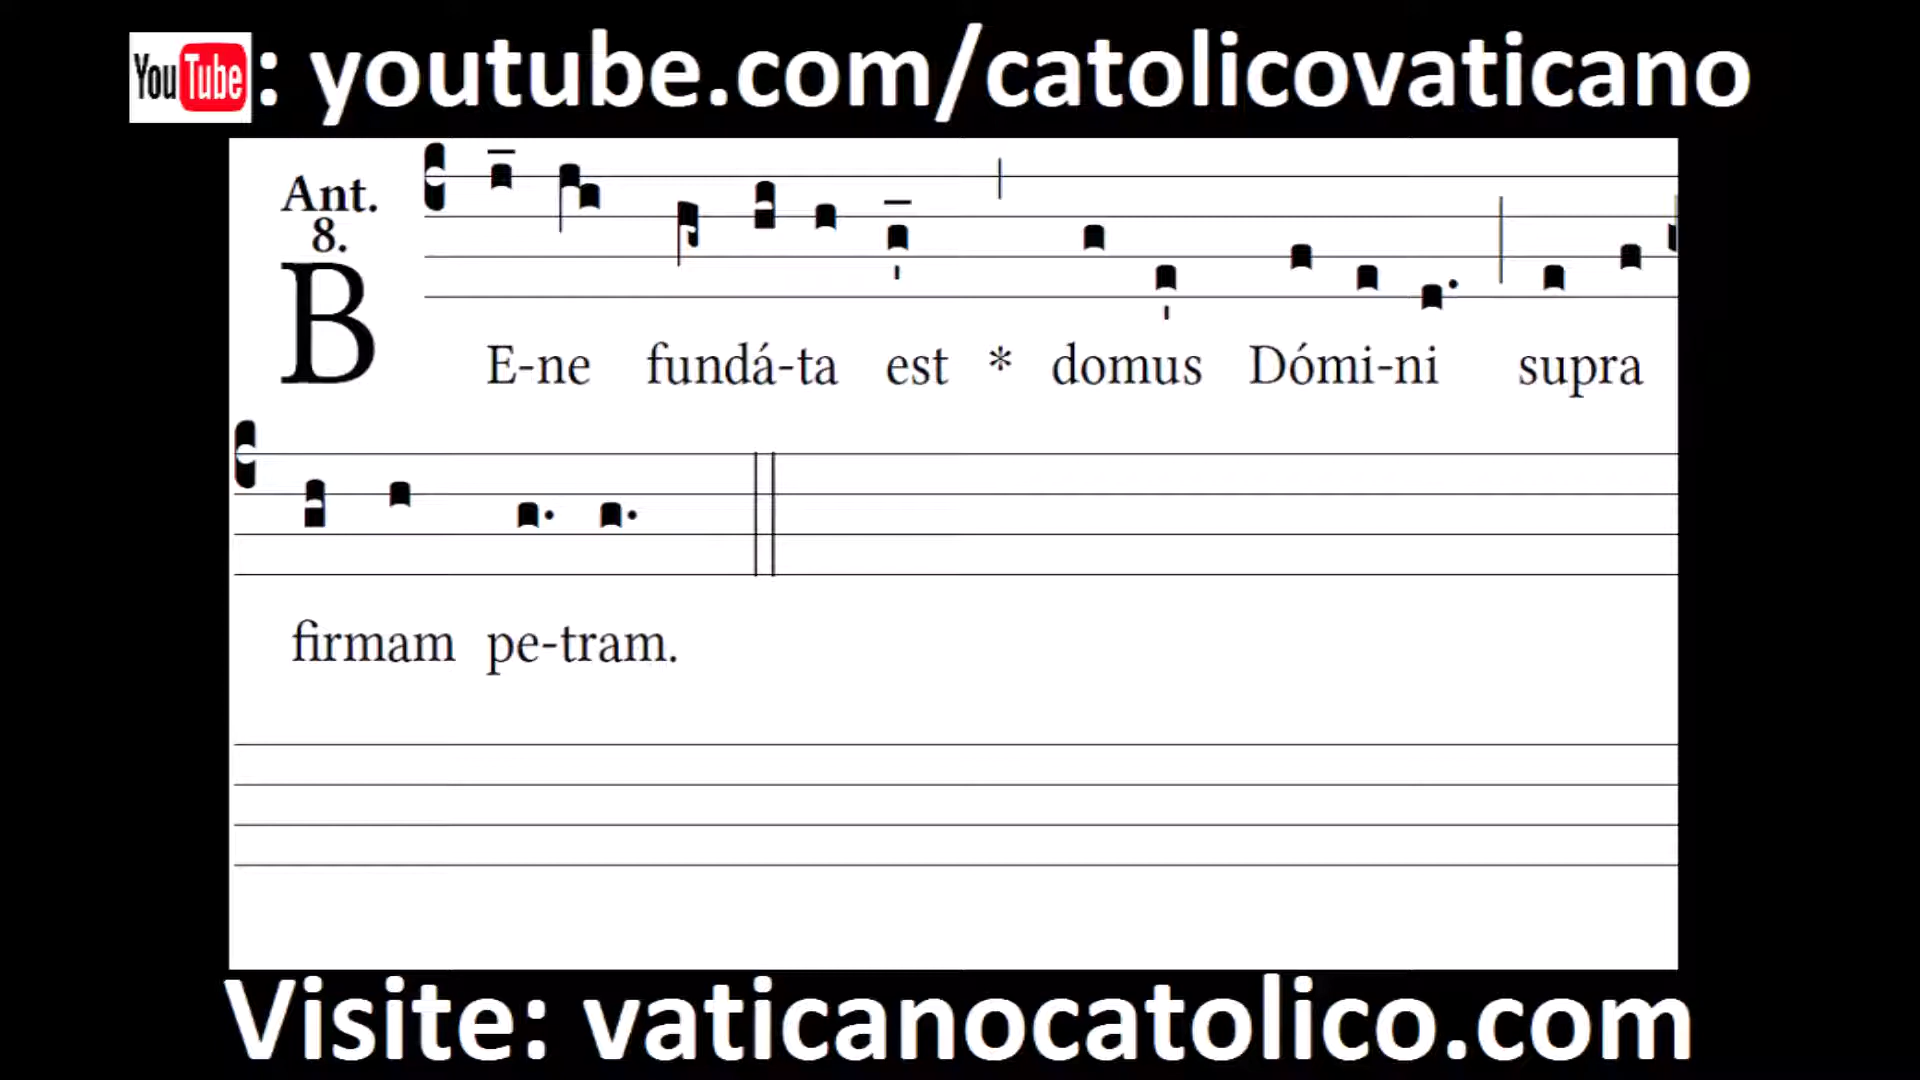 YouTube : youtube.com/catolicovaticano
Ant.
8.
BE-ne fundá-ta est * domus Dómi-ni supra
firmam pe-tram.
Visite: vaticanocatolico.com